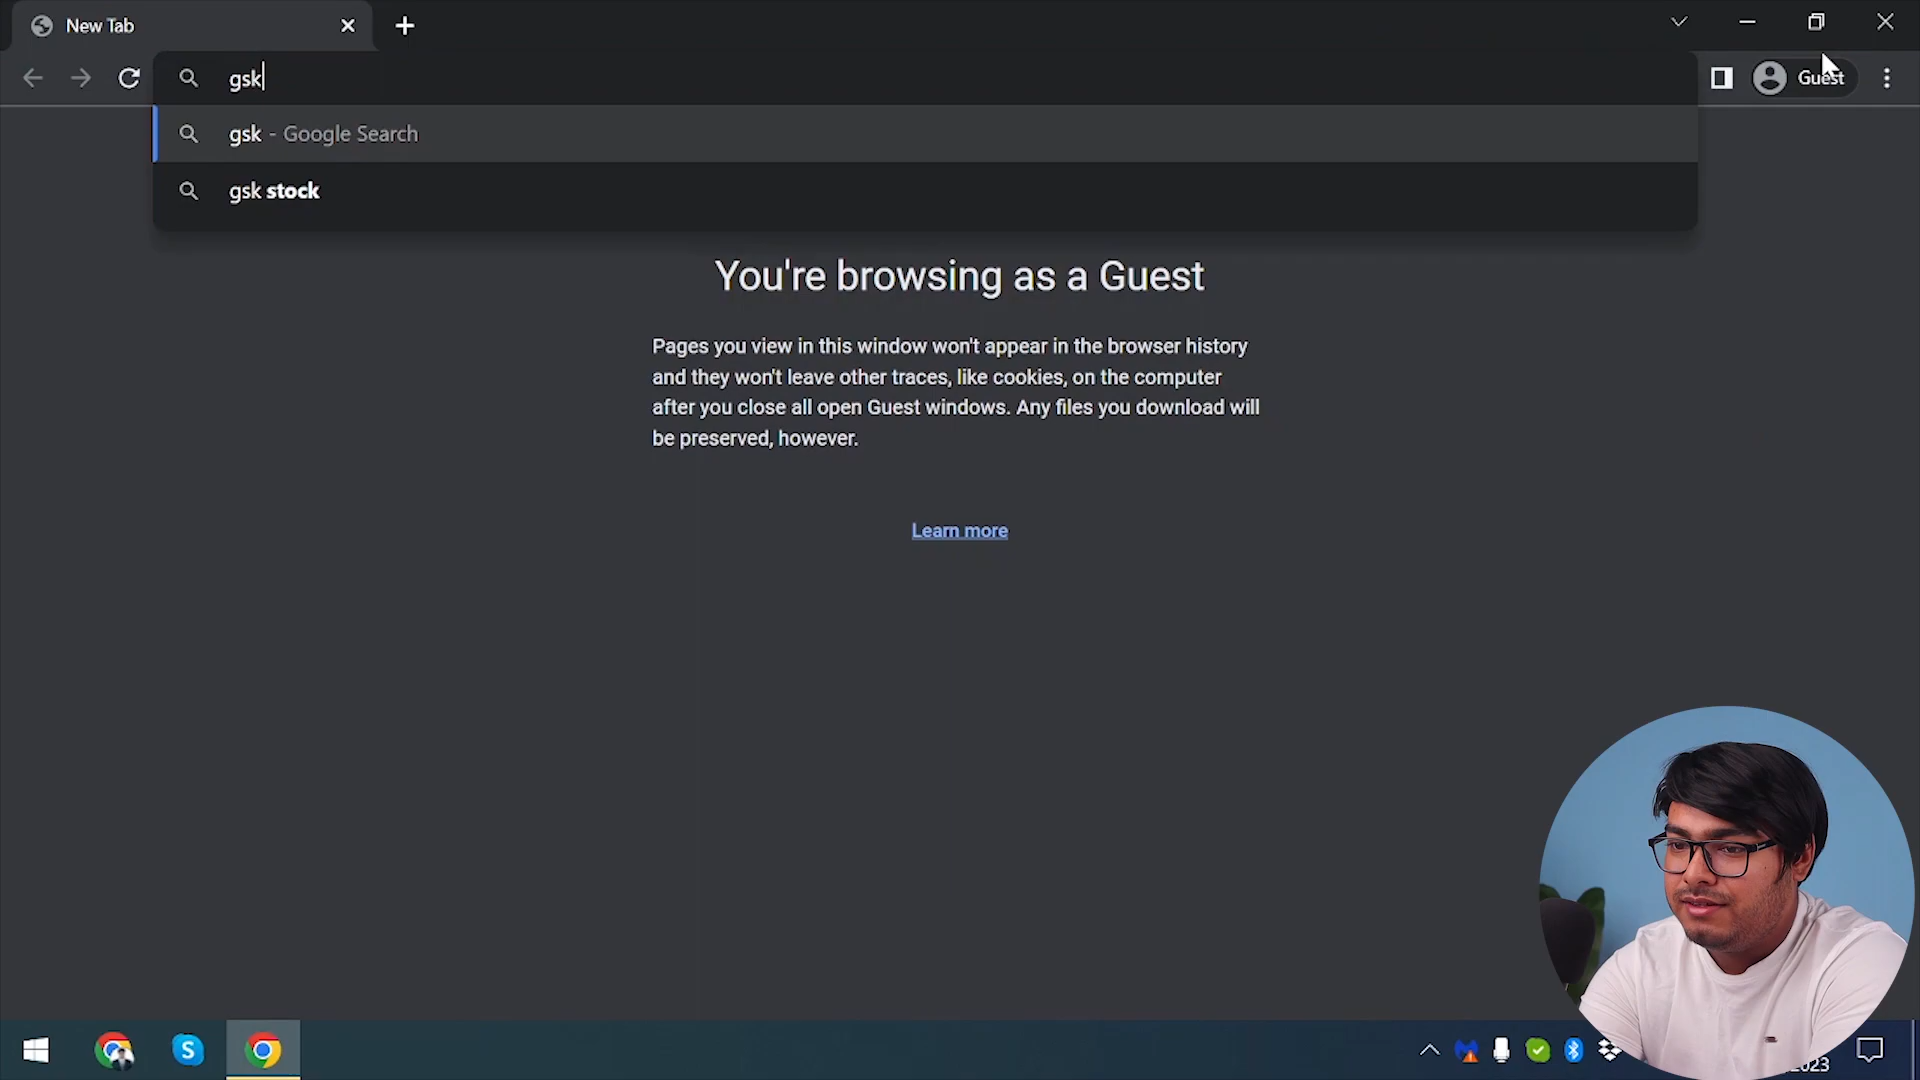 New Tab
gsk
Guest
gsk - Google Search
gsk stock
You're browsing as a Guest
Pages you view in this window won't appear in the browser history
and they won't leave other traces, like cookies, on the computer
after you close all open Guest windows. Any files you download will
be preserved, however.
Learn more
S